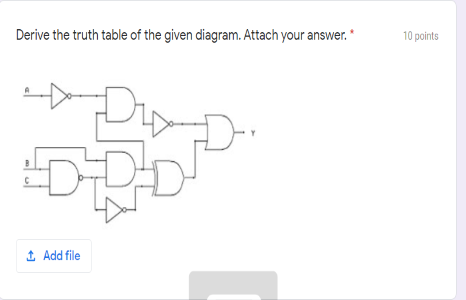 Derive the truth table of the given diagram. Attach your answer. * 10 points
A
Y
B
C
Add file